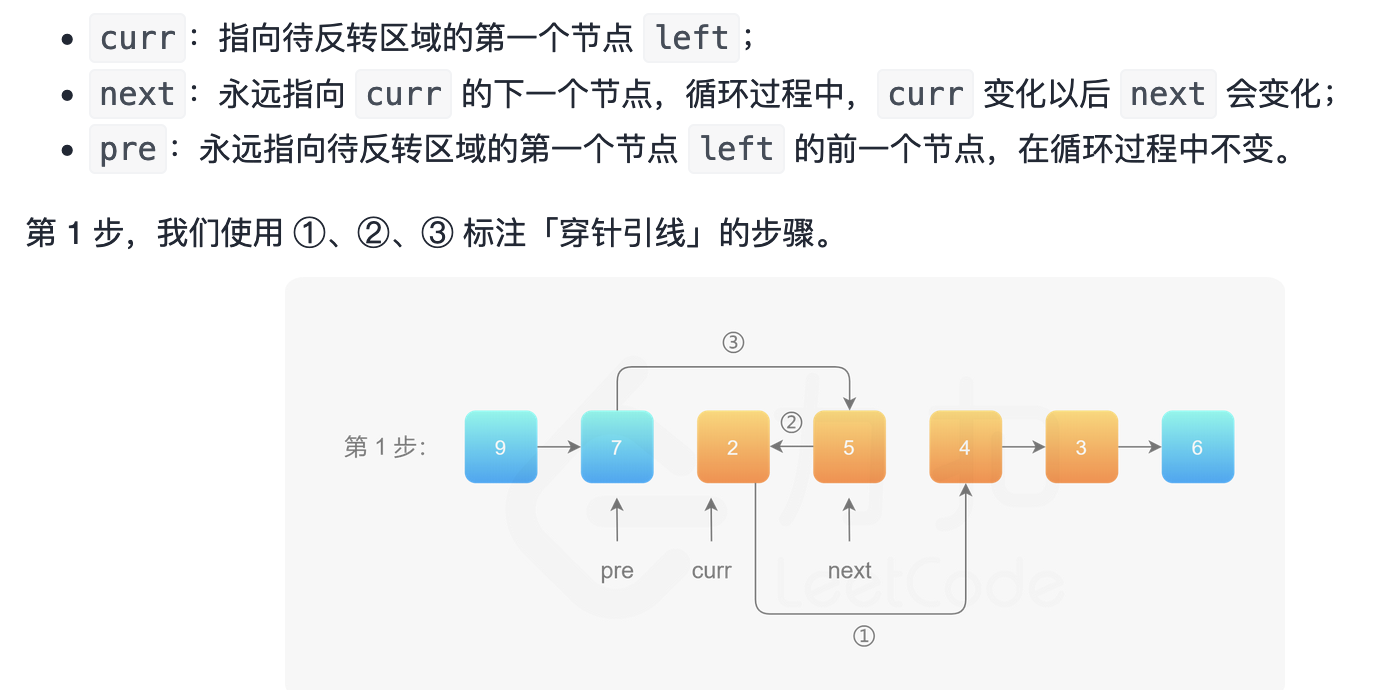 • curr：指向待反转区域的第一个节点 left；
• next：永远指向 curr 的下一个节点，循环过程中，curr 变化以后 next 会变化；
• pre：永远指向待反转区域的第一个节点 left 的前一个节点，在循环过程中不变。
第 1 步，我们使用 ①、②、③ 标注「穿针引线」的步骤。
③
②
第 1 步： 9 7 2 5 4 3 6
pre curr next
力扣
LeetCode
①